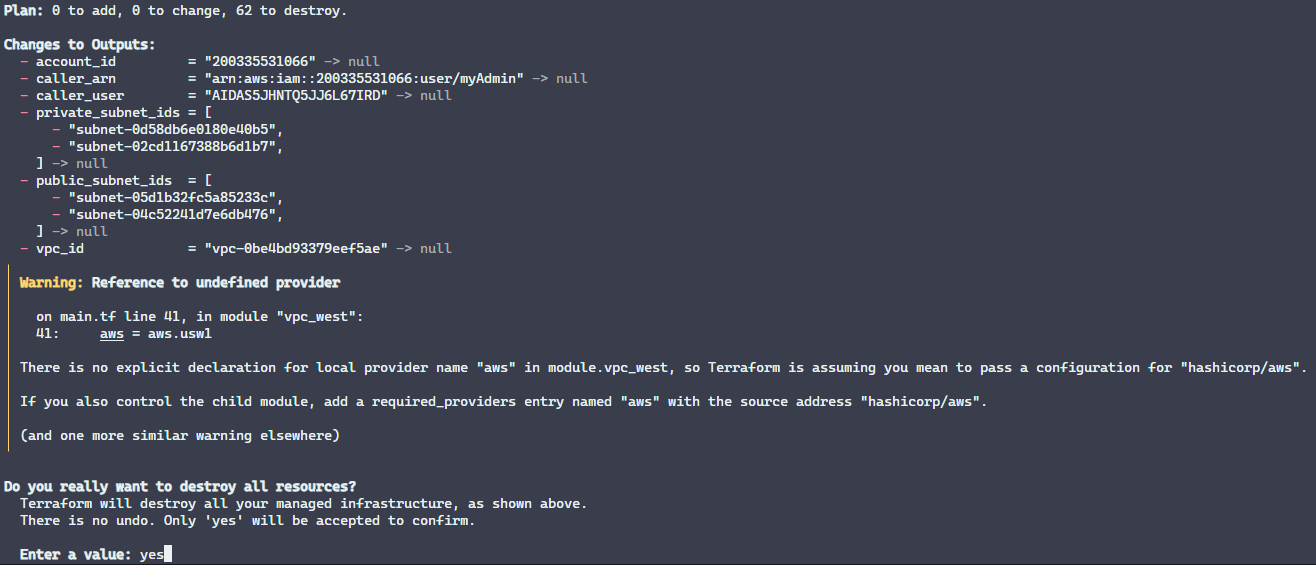 Plan: 0 to add, 0 to change, 62 to destroy.
Changes to Outputs:
- account_id         = "200335531066" -> null
- caller_arn         = "arn:aws:iam::200335531066:user/myAdmin" -> null
- caller_user        = "AIDAS5JHNTQ5JJ6L67IRD" -> null
- private_subnet_ids = [
- "subnet-0d58db6e0180e40b5",
- "subnet-02cd1167388b6d1b7",
] -> null
- public_subnet_ids  = [
- "subnet-05d1b32fc5a85233c",
- "subnet-04c52241d7e6db476",
] -> null
- vpc_id             = "vpc-0be4bd93379eef5ae" -> null
Warning: Reference to undefined provider
on main.tf line 41, in module "vpc_west":
41:     aws = aws.usw1
There is no explicit declaration for local provider name "aws" in module.vpc_west, so Terraform is assuming you mean to pass a configuration for "hashicorp/aws".
If you also control the child module, add a required_providers entry named "aws" with the source address "hashicorp/aws".
(and one more similar warning elsewhere)
Do you really want to destroy all resources?
Terraform will destroy all your managed infrastructure, as shown above.
There is no undo. Only 'yes' will be accepted to confirm.
Enter a value: yes